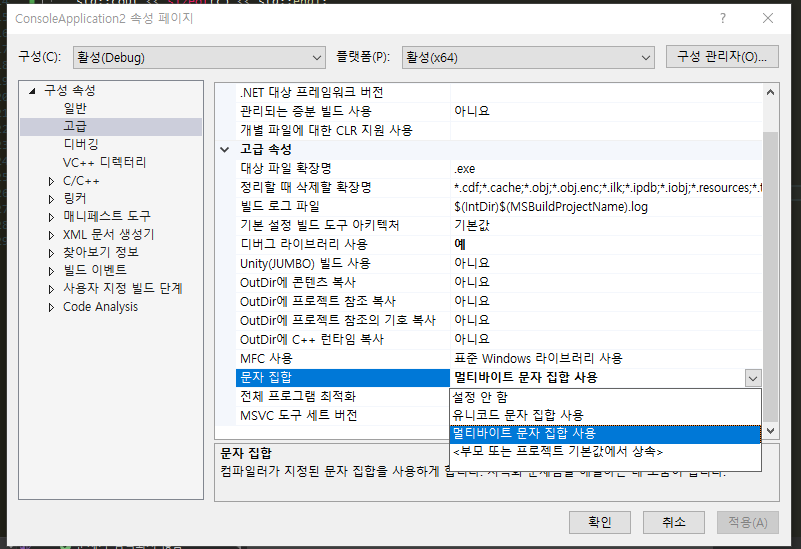 ConsoleApplication2 속성 페이지
구성(C): 활성(Debug) 플랫폼(P): 활성(x64) 구성 관리자(O)...
구성 속성
일반
고급
디버깅
VC++ 디렉터리
C/C++
링커
매니페스트 도구
XML 문서 생성기
찾아보기 정보
빌드 이벤트
사용자 지정 빌드 단계
Code Analysis
.NET 대상 프레임워크 버전
관리되는 증분 빌드 사용 아니요
개별 파일에 대한 CLR 지원 사용
고급 속성
대상 파일 확장명 .exe
정리할 때 삭제할 확장명 *.cdf;*.cache;*.obj;*.obj.enc;*.ilk;*.ipdb;*.iobj;*.resources;*.t
빌드 로그 파일 $(IntDir)$(MSBuildProjectName).log
기본 설정 빌드 도구 아키텍처 기본값
디버그 라이브러리 사용 예
Unity(JUMBO) 빌드 사용 아니요
OutDir에 콘텐츠 복사 아니요
OutDir에 프로젝트 참조 복사 아니요
OutDir에 프로젝트 참조의 기호 복사 아니요
OutDir에 C++ 런타임 복사 아니요
MFC 사용 표준 Windows 라이브러리 사용
문자 집합 멀티바이트 문자 집합 사용
전체 프로그램 최적화
MSVC 도구 세트 버전
설정 안 함
유니코드 문자 집합 사용
멀티바이트 문자 집합 사용
<부모 또는 프로젝트 기본값에서 상속>
문자 집합
컴파일러가 지정된 문자 집합을 사용하게 합니다.
확인 취소 적용(A)